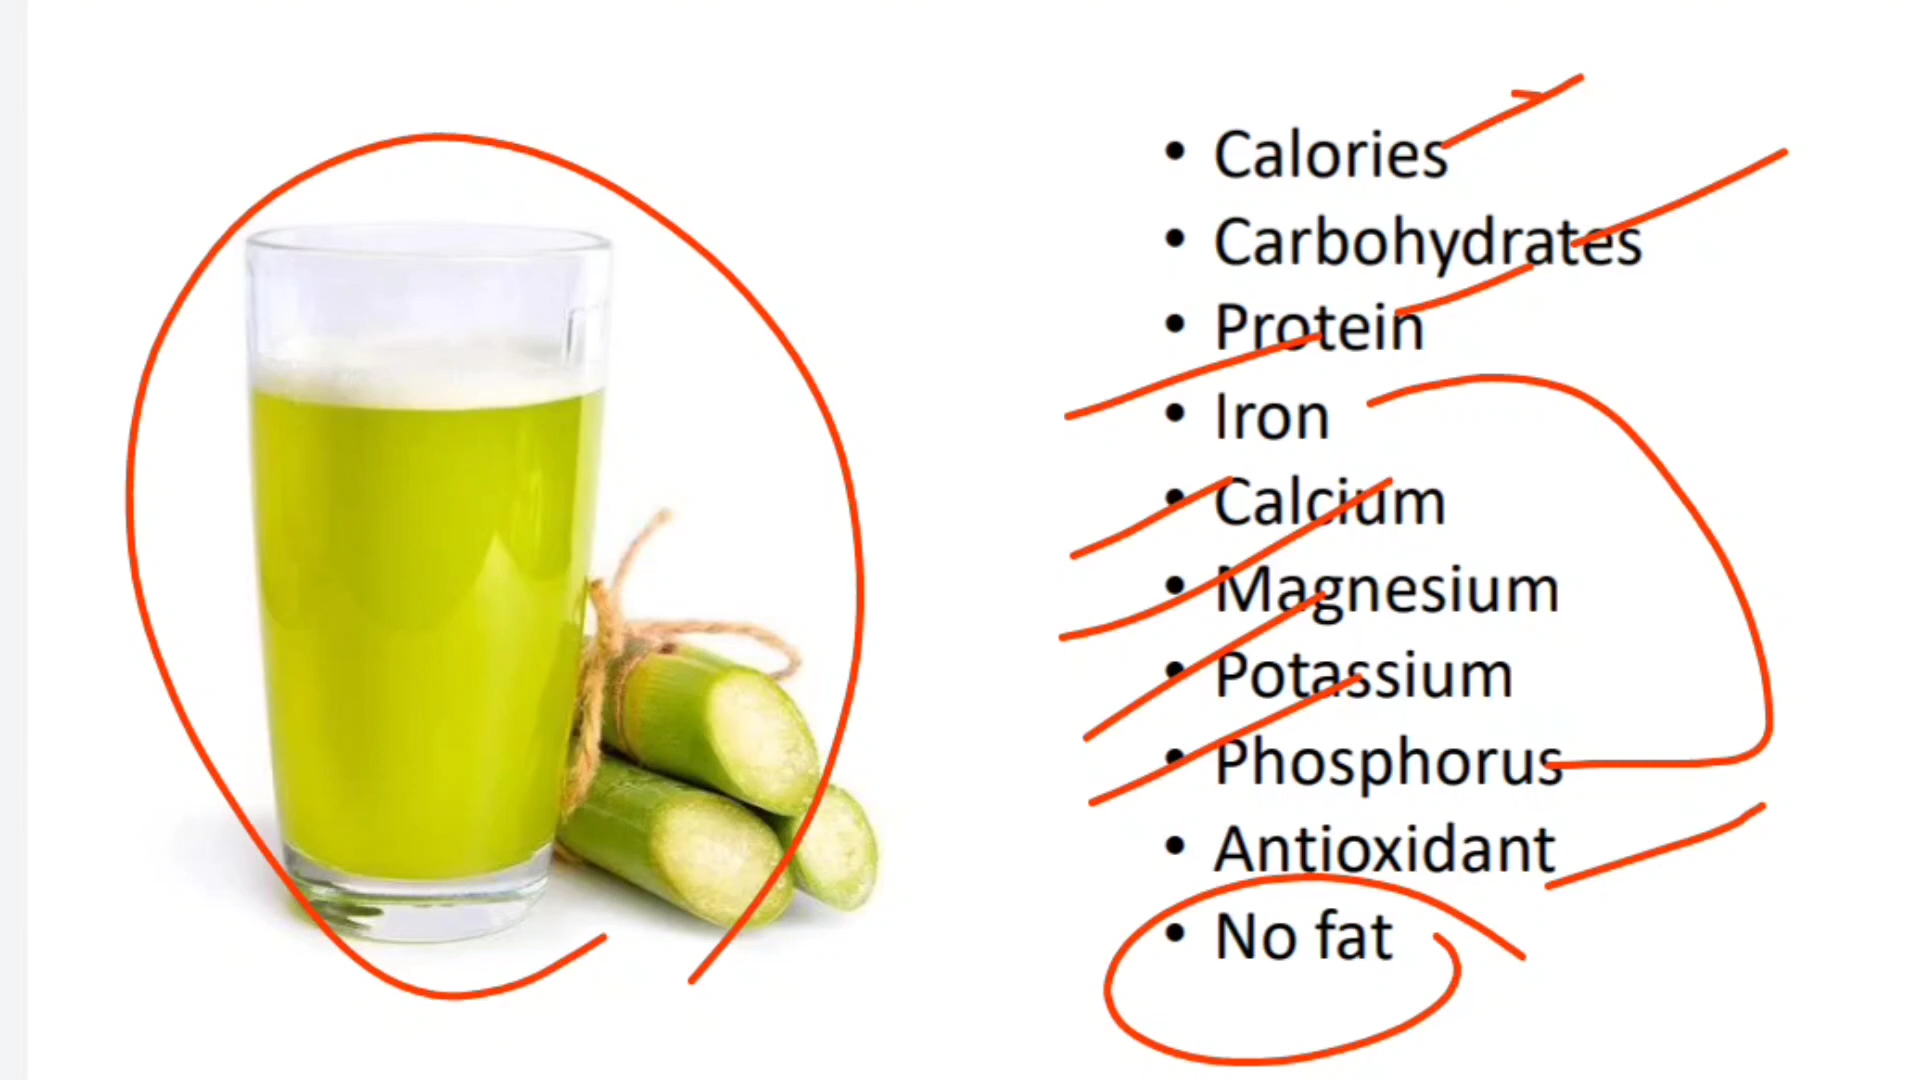 • Calories
• Carbohydrates
• Protein
• Iron
• Calcium
• Magnesium
• Potassium
• Phosphorus
• Antioxidant
• No fat